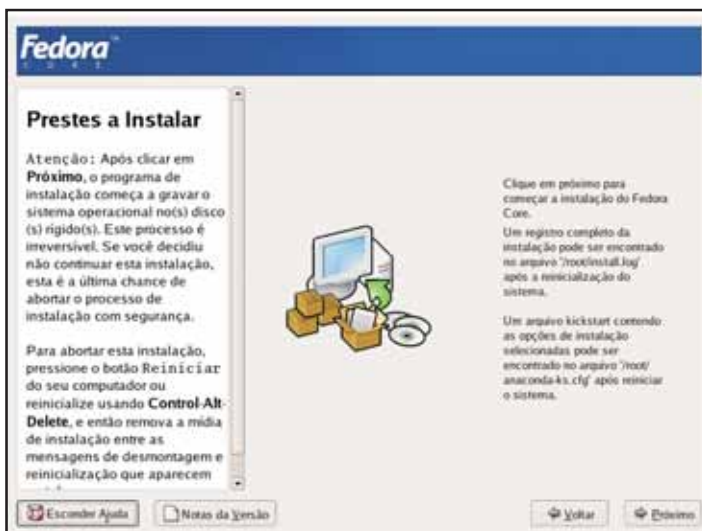 Fedora™
CORE
Prestes a Instalar
Atenção: Após clicar em
Próximo, o programa de
instalação começa a gravar o
sistema operacional no(s) disco
(s) rígido(s). Este processo é
irreversível. Se você decidiu
não continuar esta instalação,
esta é a última chance de
abortar o processo de
instalação com segurança.
Para abortar esta instalação,
pressione o botão Reiniciar
do seu computador ou
reinicialize usando Control-Alt-
Delete, e então remova a mídia
de instalação entre as
mensagens de desmontagem e
reinicialização que aparecem
Clique em próximo para
começar a instalação do Fedora
Core.
Um registro completo da
instalação pode ser encontrado
no arquivo '/root/install.log'
após a reinicialização do
sistema.
Um arquivo kickstart contendo
as opções de instalação
selecionadas pode ser
encontrado no arquivo '/root/
anaconda-ks.cfg' após reiniciar
o sistema.
Esconder Ajuda
Notas da Versão
Voltar
Próximo